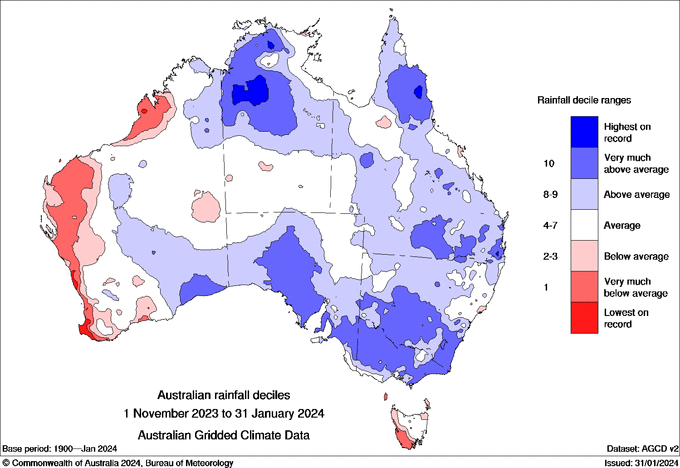 Rainfall decile ranges
Highest on
record
10
Very much
above average
8-9
Above average
4-7
Average
2-3
Below average
1
Very much
below average
Lowest on
record
Australian rainfall deciles
1 November 2023 to 31 January 2024
Australian Gridded Climate Data
Base period: 1900—Jan 2024
Dataset: AGCD v2
© Commonwealth of Australia 2024, Bureau of Meteorology
Issued: 31/01/2024